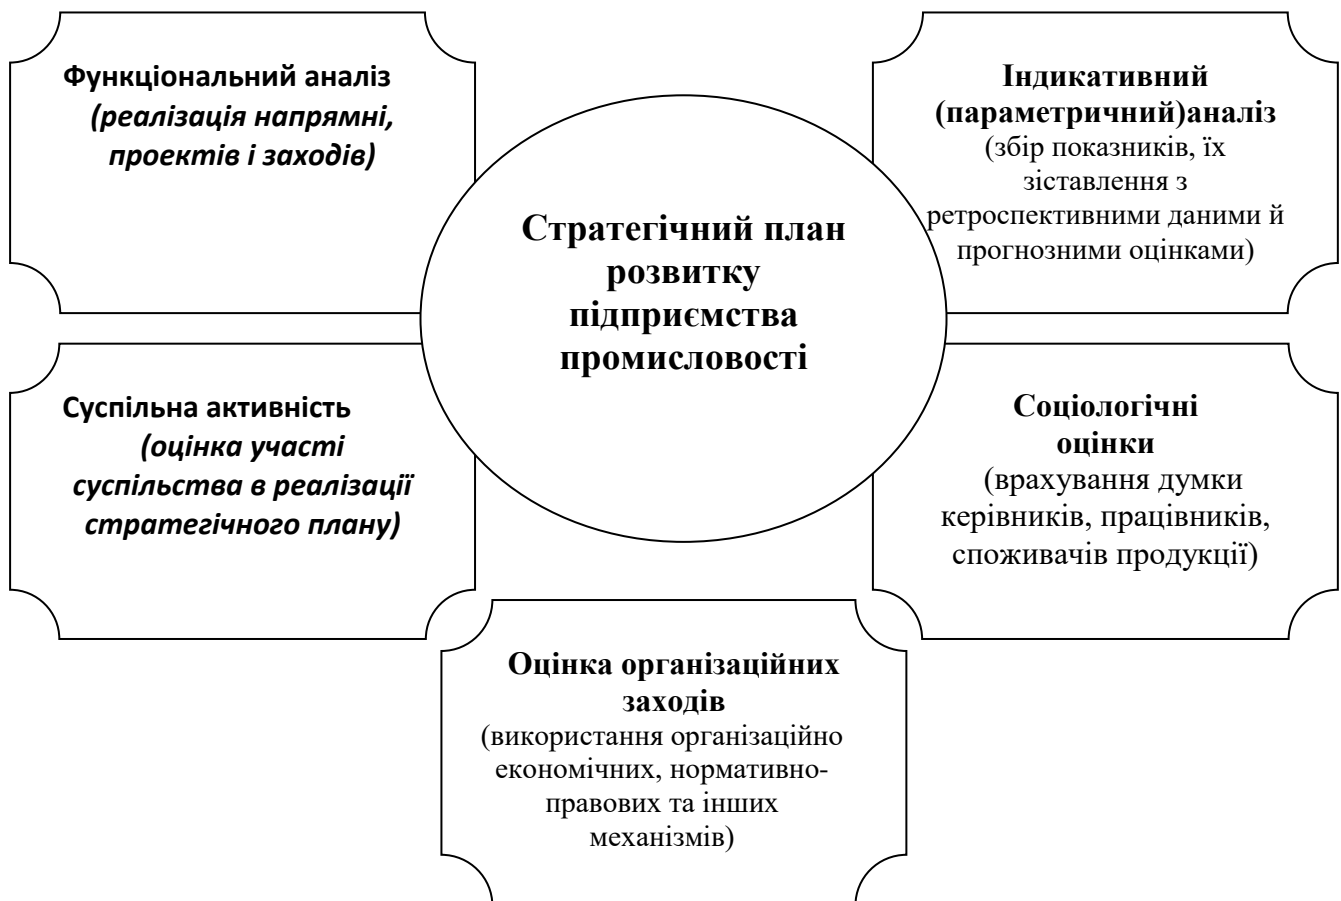 Функціональний аналіз
(реалізація напрямні,
проектів і заходів)
Стратегічний план
розвитку
підприємства
промисловості
Індикативний
(параметричний)аналіз
(збір показників, їх
зіставлення з
ретроспективними даними й
прогнозними оцінками)
Суспільна активність
(оцінка участі
суспільства в реалізації
стратегічного плану)
Соціологічні
оцінки
(врахування думки
керівників, працівників,
споживачів продукції)
Оцінка організаційних
заходів
(використання організаційно
економічних, нормативно-
правових та інших
механізмів)